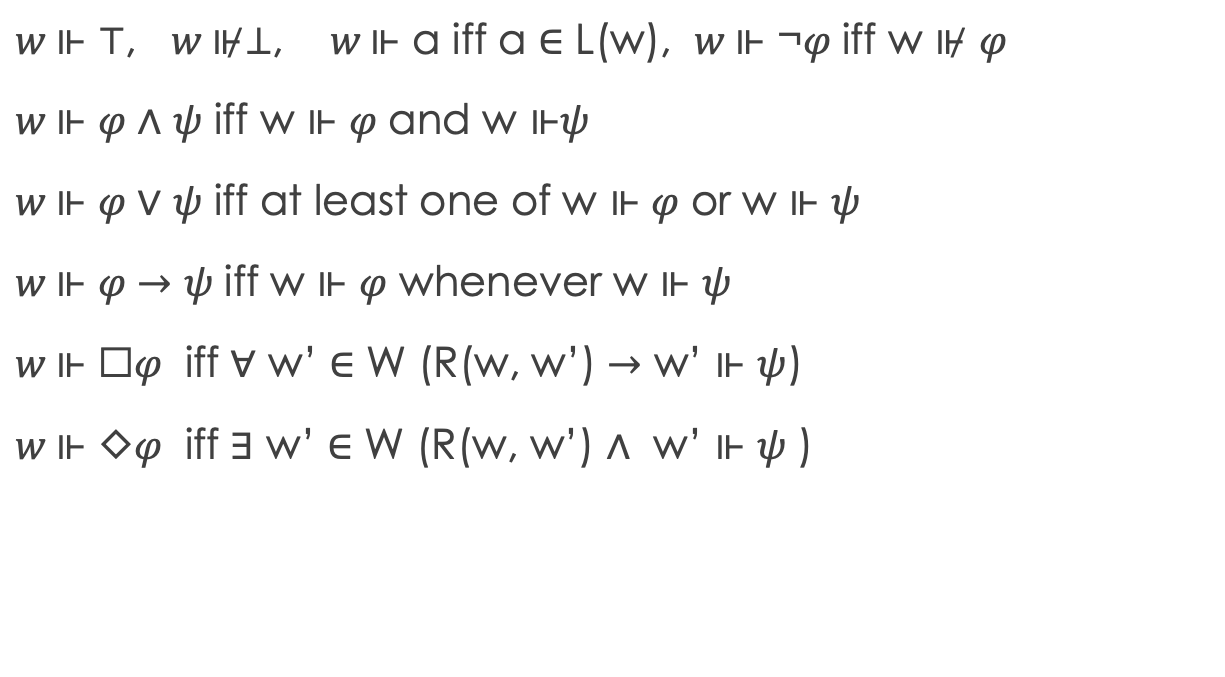 𝑤 ⊩ ⊤, 𝑤 ⊮⊥, 𝑤 ⊩ a iff a ∈ L(w), 𝑤 ⊩ ¬𝜑 iff w ⊮ 𝜑
𝑤 ⊩ 𝜑 ∧ 𝜓 iff w ⊩ 𝜑 and w ⊩𝜓
𝑤 ⊩ 𝜑 ∨ 𝜓 iff at least one of w ⊩ 𝜑 or w ⊩ 𝜓
𝑤 ⊩ 𝜑 → 𝜓 iff w ⊩ 𝜑 whenever w ⊩ 𝜓
𝑤 ⊩ □𝜑 iff ∀ w’ ∈ W (R(w, w’) → w’ ⊩ 𝜓)
𝑤 ⊩ ◇𝜑 iff ∃ w’ ∈ W (R(w, w’) ∧ w’ ⊩ 𝜓 )